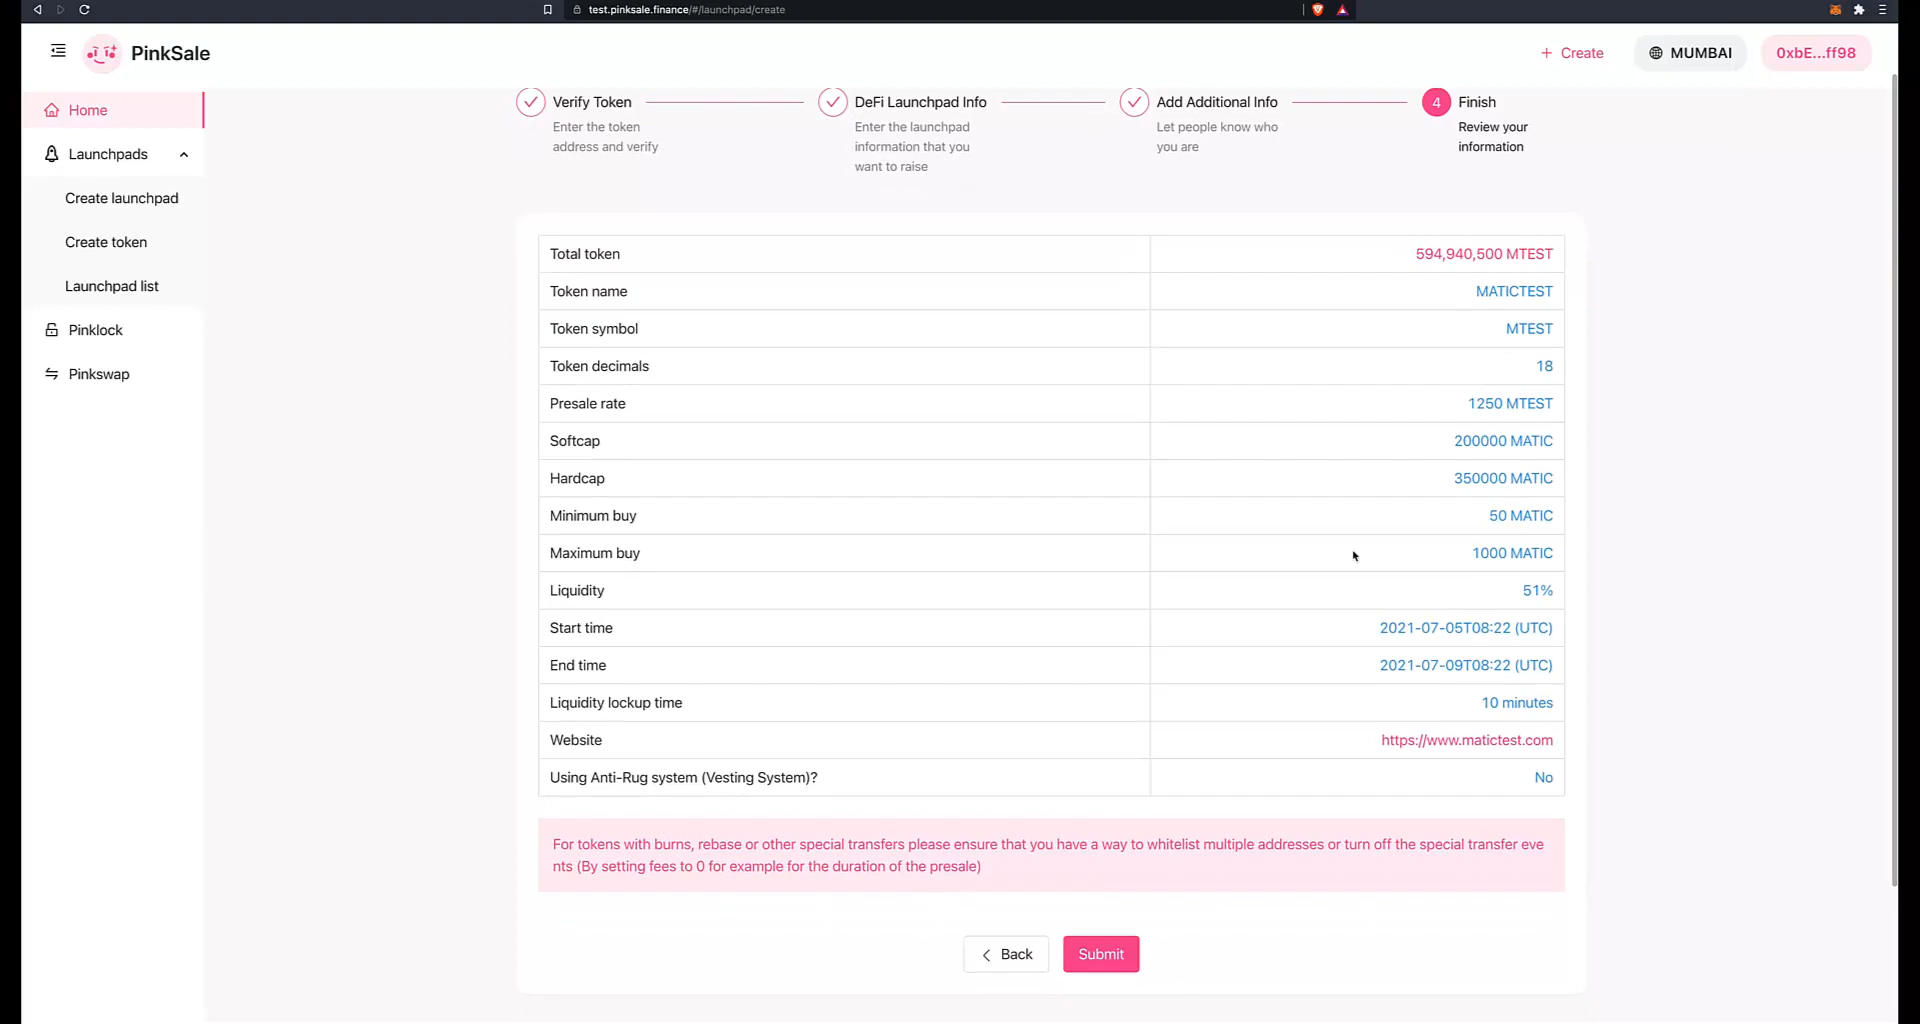 test.pinksale.finance/#/launchpad/create
PinkSale
+ Create
MUMBAI
0xbE...ff98
Home
Launchpads
Create launchpad
Create token
Launchpad list
Pinklock
Pinkswap
Verify Token
Enter the token
address and verify
DeFi Launchpad Info
Enter the launchpad
information that you
want to raise
Add Additional Info
Let people know who
you are
4
Finish
Review your
information
Total token 594,940,500 MTEST
Token name MATICTEST
Token symbol MTEST
Token decimals 18
Presale rate 1250 MTEST
Softcap 200000 MATIC
Hardcap 350000 MATIC
Minimum buy 50 MATIC
Maximum buy 1000 MATIC
Liquidity 51%
Start time 2021-07-05T08:22 (UTC)
End time 2021-07-09T08:22 (UTC)
Liquidity lockup time 10 minutes
Website https://www.matictest.com
Using Anti-Rug system (Vesting System)? No
For tokens with burns, rebase or other special transfers please ensure that you have a way to whitelist multiple addresses or turn off the special transfer eve
nts (By setting fees to 0 for example for the duration of the presale)
Back
Submit